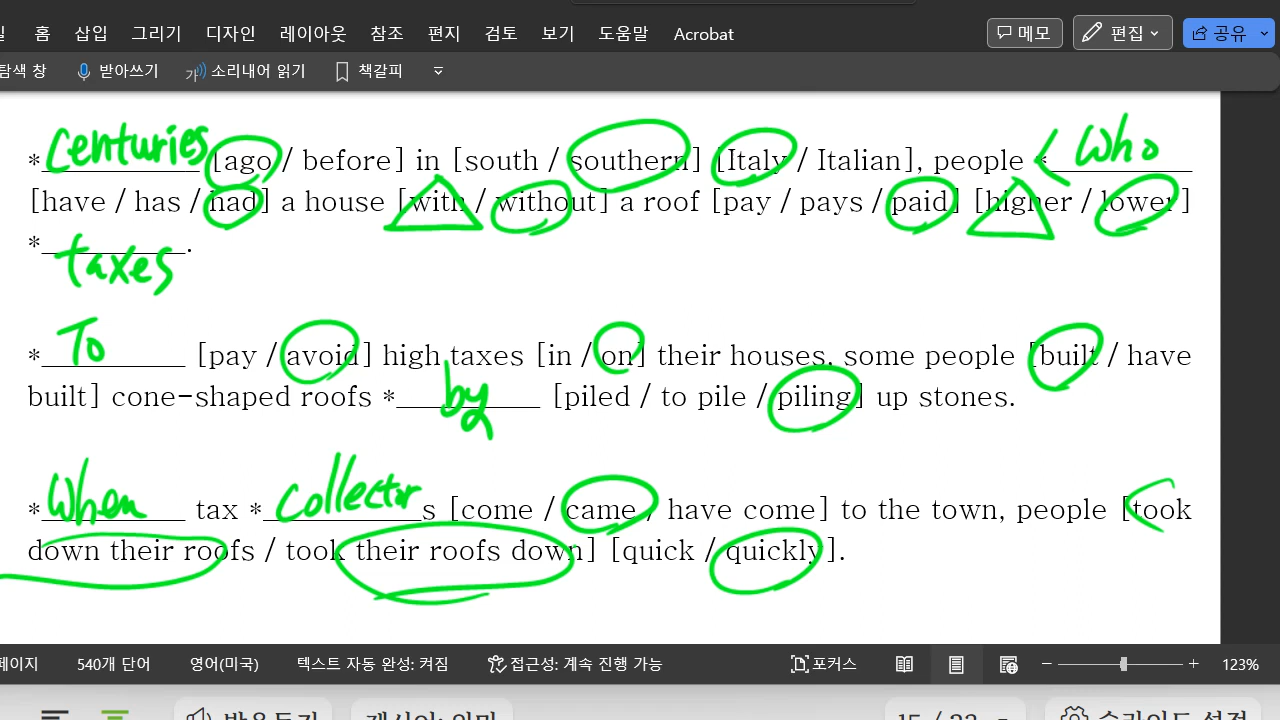 홈 삽입 그리기 디자인 레이아웃 참조 편지 검토 보기 도움말 Acrobat 메모 편집 공유
탐색 창 받아쓰기 소리내어 읽기 책갈피
*centuries [ago / before] in [south / southern] [Italy / Italian], people *who
[have / has / had] a house [with / without] a roof [pay / pays / paid] [higher / lower]
*taxes.
*To [pay / avoid] high taxes [in / on] their houses, some people [built / have
built] cone-shaped roofs *by [piled / to pile / piling] up stones.
*When tax *collectors [come / came / have come] to the town, people [took
down their roofs / took their roofs down] [quick / quickly].
페이지 540개 단어 영어(미국) 텍스트 자동 완성: 켜짐 접근성: 계속 진행 가능 포커스 123%